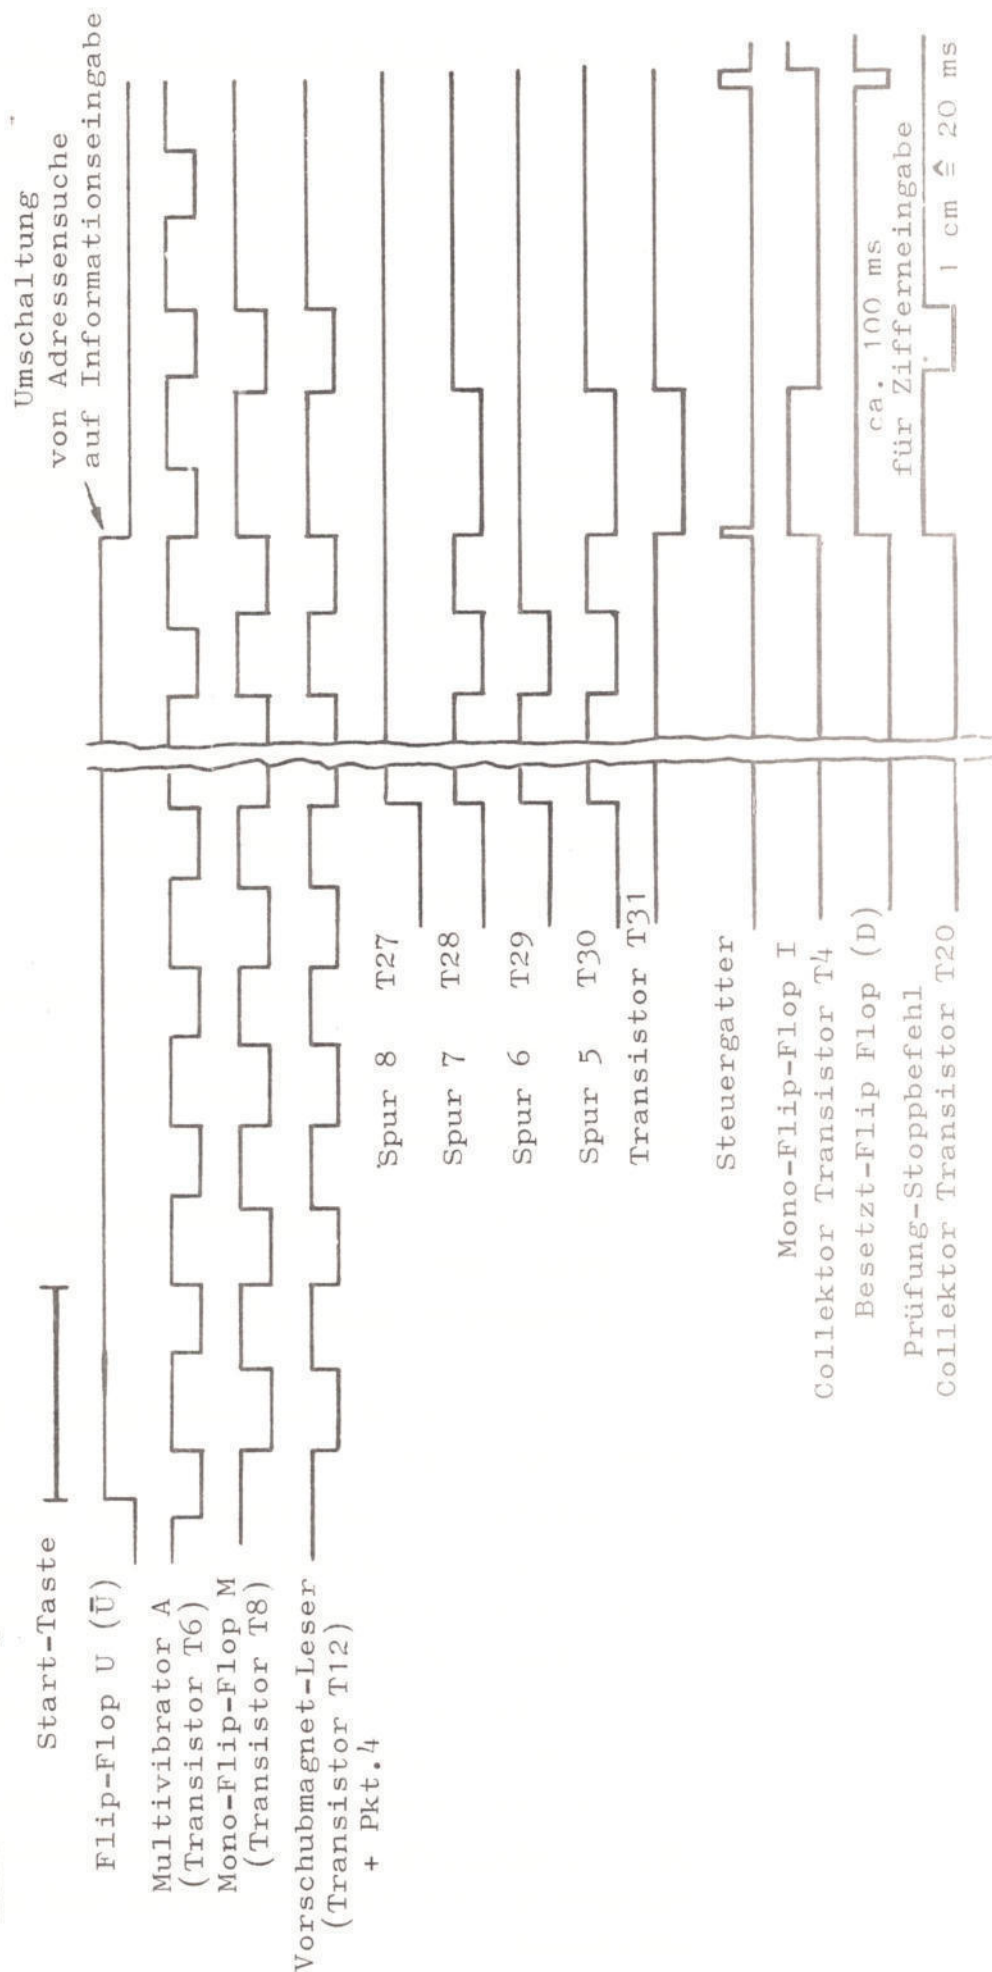 Umschaltung
von Adressensuche
auf Informationseingabe
Start-Taste
Flip-Flop U (Ū)
Multivibrator A
(Transistor T6)
Mono-Flip-Flop M
(Transistor T8)
Vorschubmagnet-Leser
(Transistor T12)
+ Pkt.4
Spur 8 T27
Spur 7 T28
Spur 6 T29
Spur 5 T30
Transistor T31
Steuergatter
Mono-Flip-Flop I
Collektor Transistor T4
Besetzt-Flip Flop (D)
ca. 100 ms
für Zifferneingabe
Prüfung-Stoppbefehl
Collektor Transistor T20
1 cm ≙ 20 ms